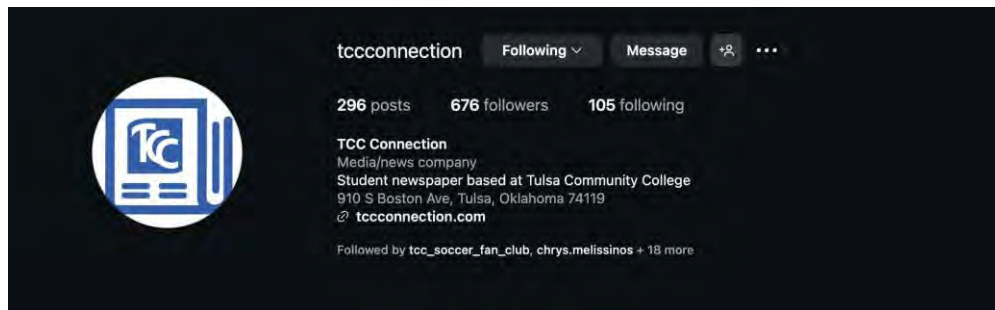 tccconnection Following Message
296 posts 676 followers 105 following
TCC
TCC Connection
Media/news company
Student newspaper based at Tulsa Community College
910 S Boston Ave, Tulsa, Oklahoma 74119
tccconnection.com
Followed by tcc_soccer_fan_club, chrys.melissinos + 18 more